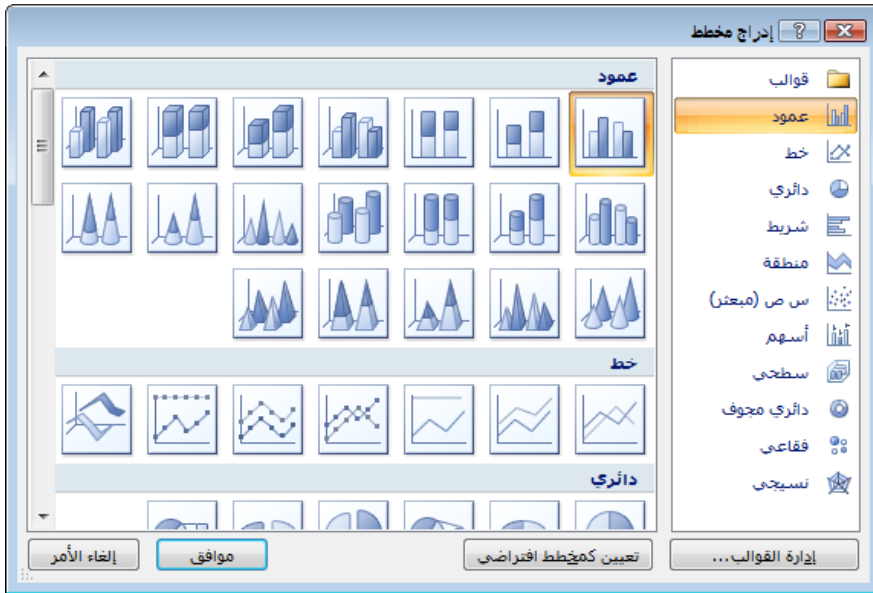 إدراج مخطط
قوالب
عمود
خط
دائري
شريط
منطقة
س ص (مبعثر)
أسهم
سطحي
دائري مجوف
فقاعي
نسيجي
عمود
خط
دائري
إدارة القوالب...
تعيين كمخطط افتراضي
موافق
إلغاء الأمر